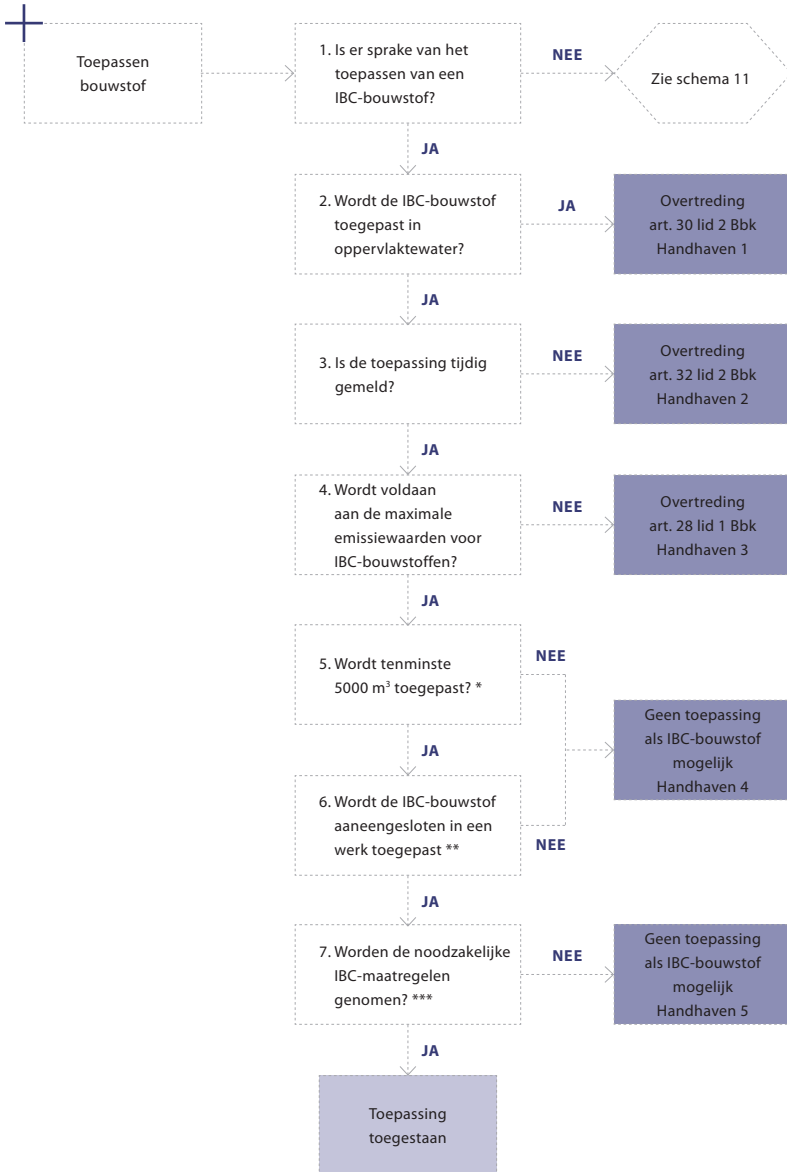 Toepassen
bouwstof
1. Is er sprake van het
toepassen van een
IBC-bouwstof?
NEE
Zie schema 11
JA
2. Wordt de IBC-bouwstof
toegepast in
oppervlaktewater?
JA
Overtreding
art. 30 lid 2 Bbk
Handhaven 1
JA
3. Is de toepassing tijdig
gemeld?
NEE
Overtreding
art. 32 lid 2 Bbk
Handhaven 2
JA
4. Wordt voldaan
aan de maximale
emissiewaarden voor
IBC-bouwstoffen?
NEE
Overtreding
art. 28 lid 1 Bbk
Handhaven 3
JA
5. Wordt tenminste
5000 m³ toegepast? *
NEE
JA
Geen toepassing
als IBC-bouwstof
mogelijk
Handhaven 4
6. Wordt de IBC-bouwstof
aaneengesloten in een
werk toegepast **
NEE
JA
7. Worden de noodzakelijke
IBC-maatregelen
genomen? ***
NEE
Geen toepassing
als IBC-bouwstof
mogelijk
Handhaven 5
JA
Toepassing
toegestaan